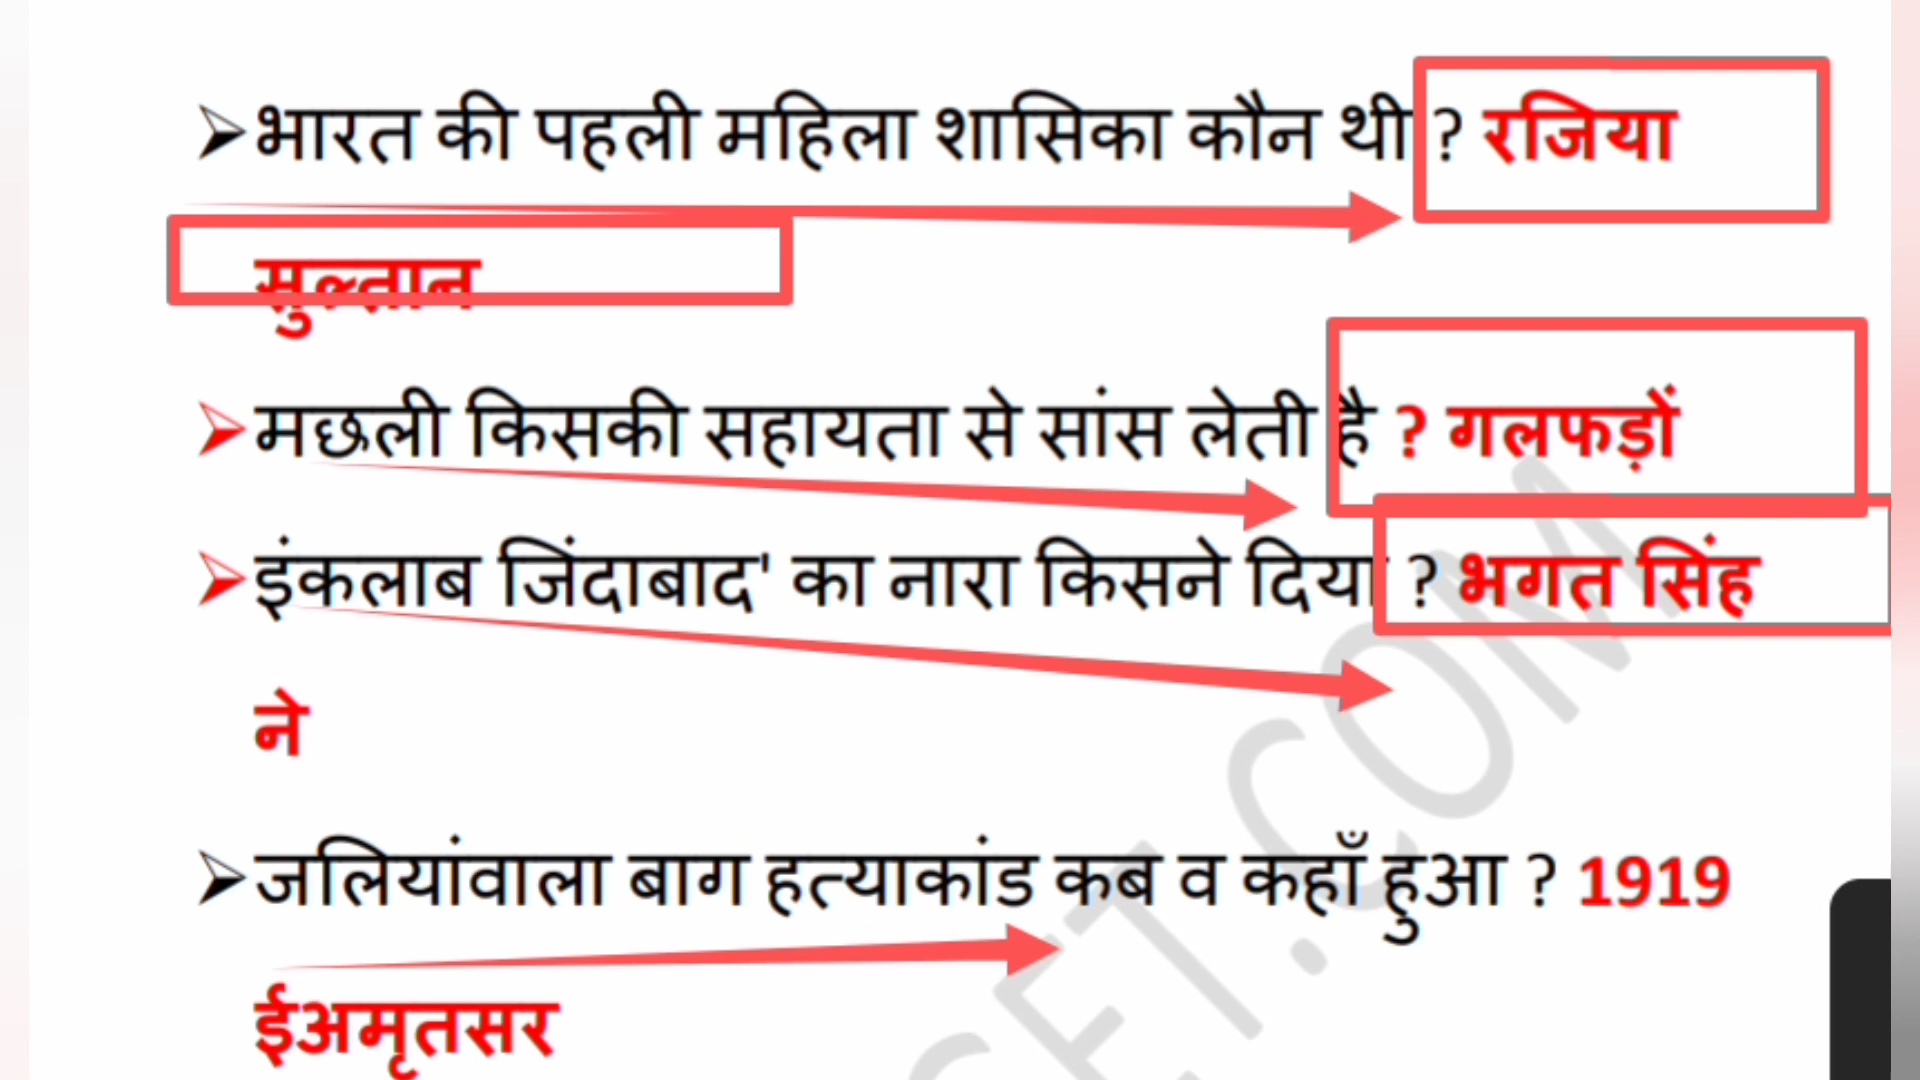 भारत की पहली महिला शासिका कौन थी ? रजिया
सुल्तान
मछली किसकी सहायता से सांस लेती है ? गलफड़ों
इंकलाब जिंदाबाद' का नारा किसने दिया ? भगत सिंह
ने
जलियांवाला बाग हत्याकांड कब व कहाँ हुआ ? 1919
ईअमृतसर